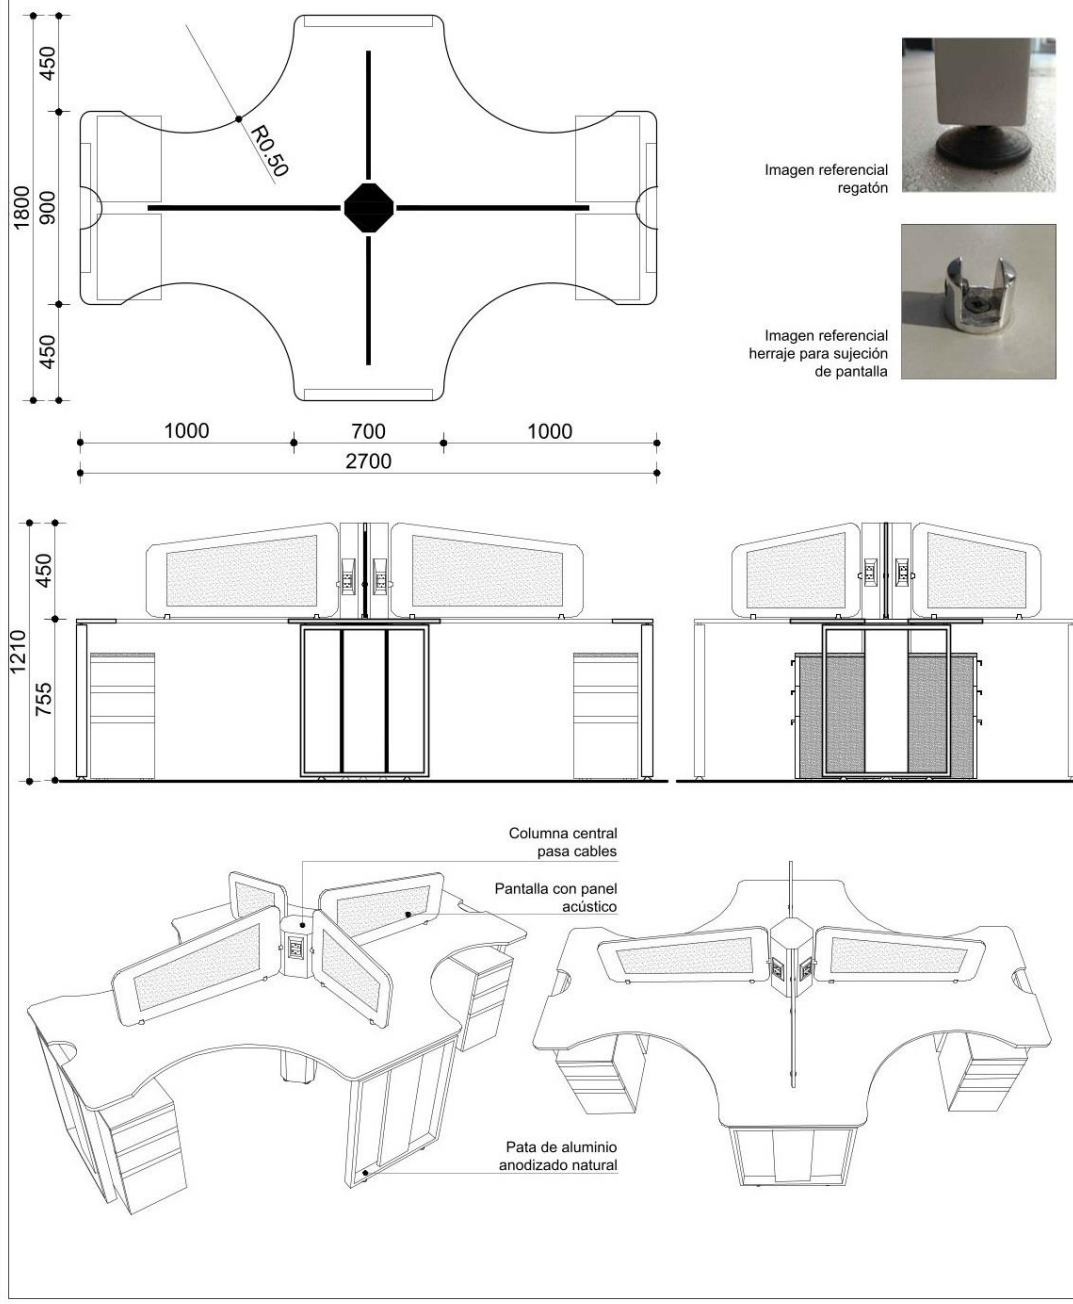 450
900
450
1800
R0.50
1000
700
1000
2700
Imagen referencial
regatón
Imagen referencial
herraje para sujeción
de pantalla
450
755
1210
Columna central
pasa cables
Pantalla con panel
acústico
Pata de aluminio
anodizado natural